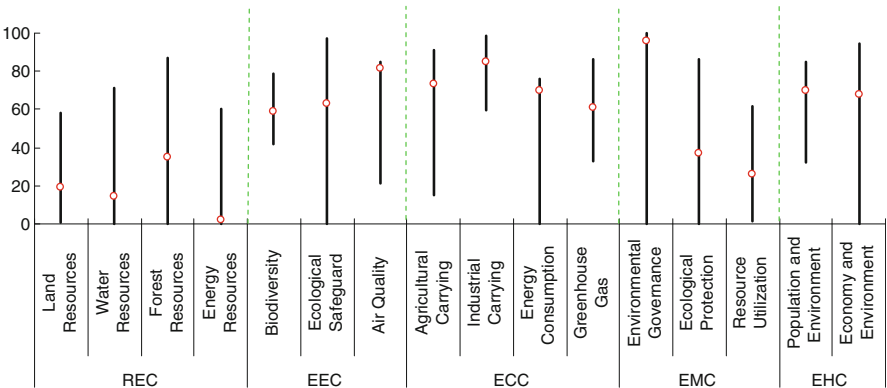 100
80
60
40
20
0
Land
Resources
Water
Resources
Forest
Resources
Energy
Resources
Biodiversity
Ecological
Safeguard
Air Quality
Agricultural
Carrying
Industrial
Carrying
Energy
Consumption
Greenhouse
Gas
Environmental
Governance
Ecological
Protection
Resource
Utilization
Population and
Environment
Economy and
Environment
REC
EEC
ECC
EMC
EHC